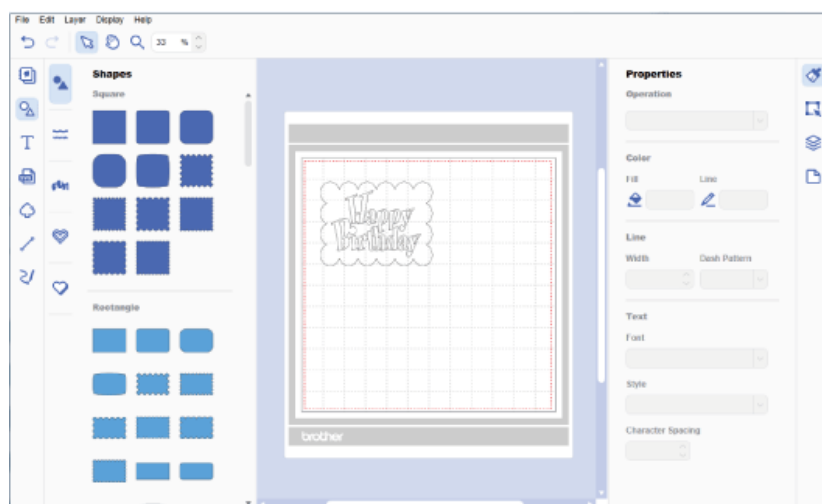 File Edit Layer Display Help
33 %
Shapes
Square
Rectangle
Happy
Birthday
brother
Properties
Operation
Color
Fill Line
Line
Width Dash Pattern
Text
Font
Style
Character Spacing